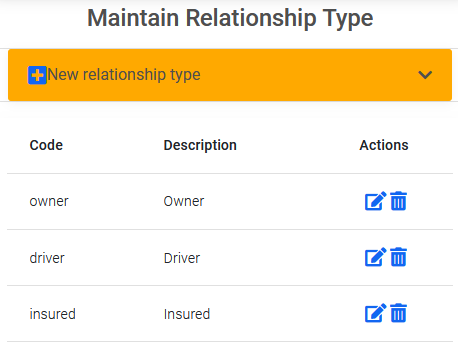 Maintain Relationship Type
New relationship type
Code Description Actions
owner Owner
driver Driver
insured Insured